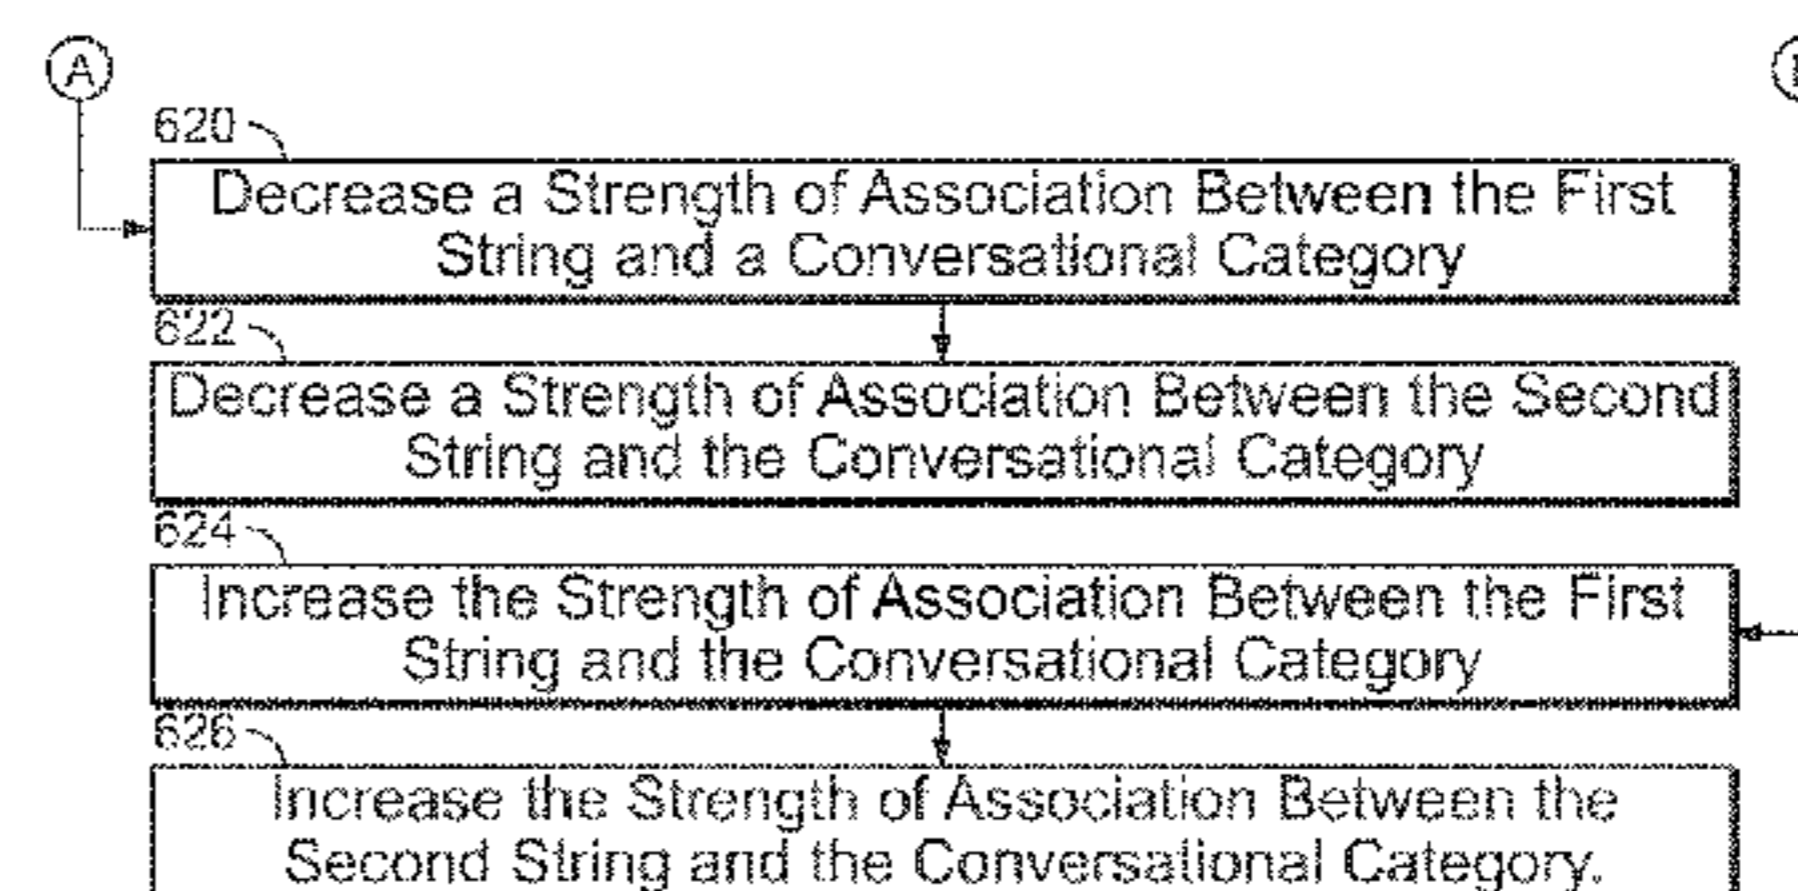 A
620
Decrease a Strength of Association Between the First
String and a Conversational Category
622
Decrease a Strength of Association Between the Second
String and the Conversational Category
624
Increase the Strength of Association Between the First
String and the Conversational Category
626
Increase the Strength of Association Between the
Second String and the Conversational Category.